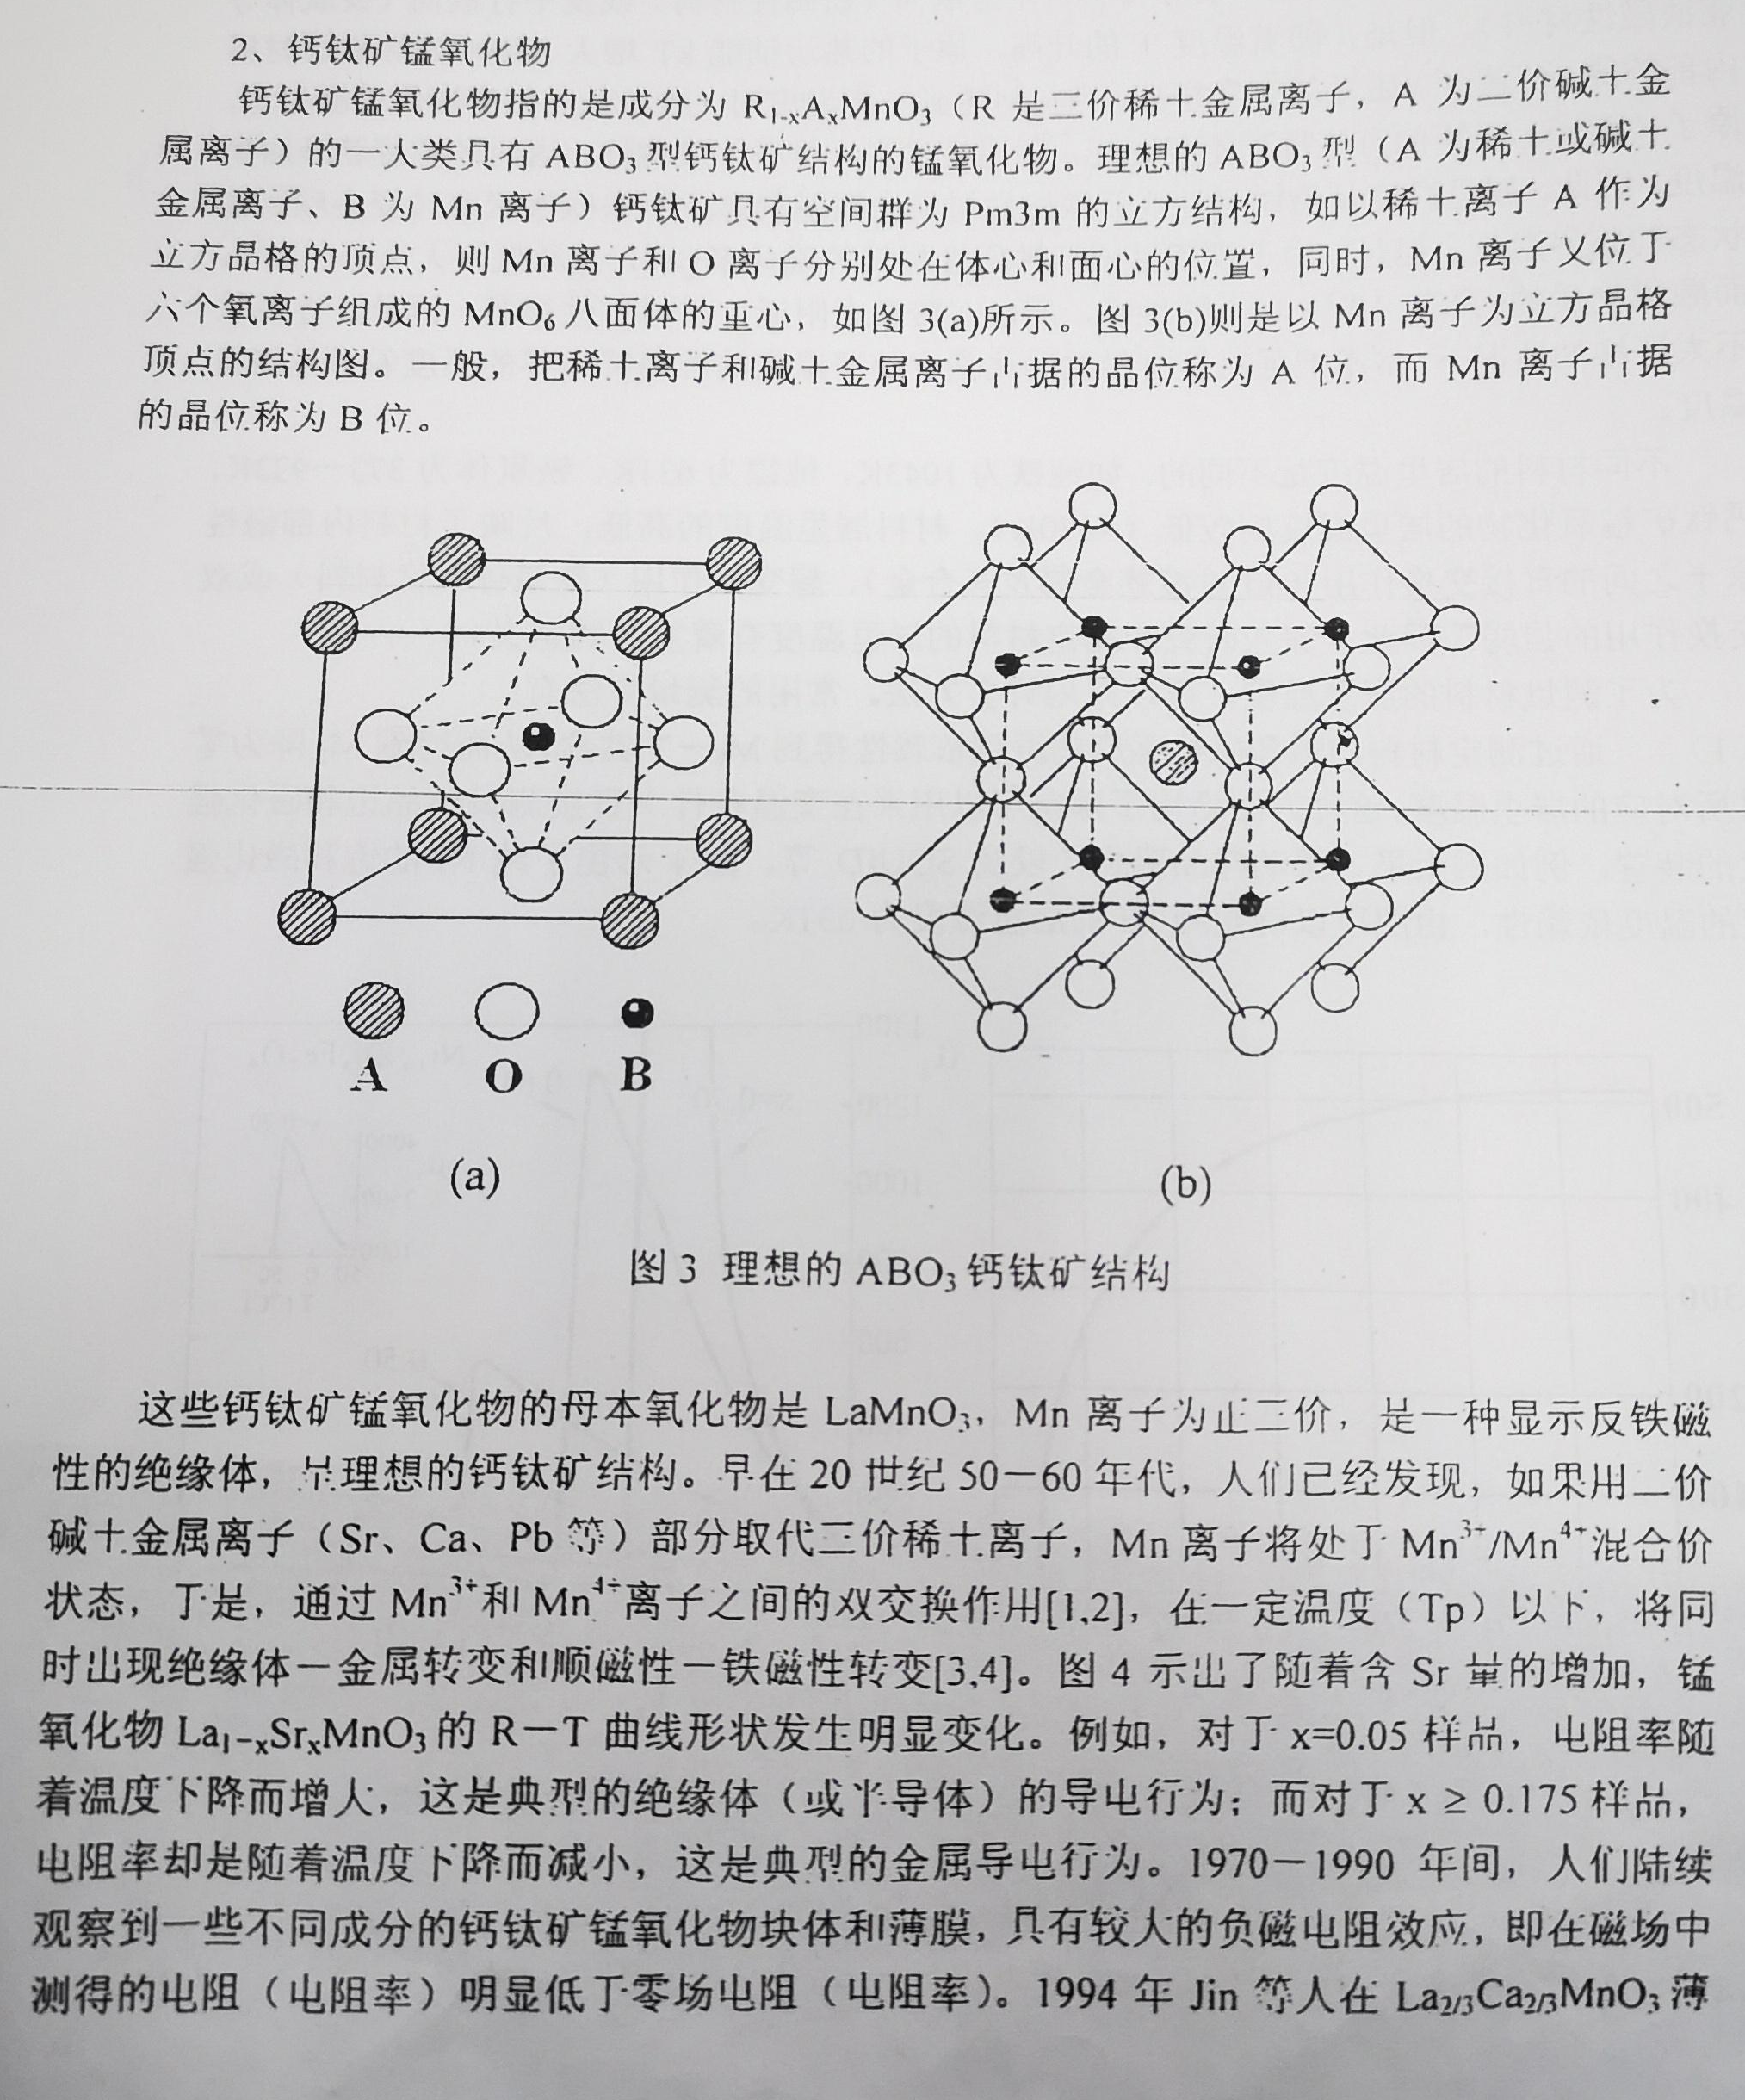 2、钙钛矿锰氧化物
钙钛矿锰氧化物指的是成分为 R₁₋ₓAₓMnO₃（R 是三价稀土金属离子，A 为二价碱土金
属离子）的一大类具有 ABO₃ 型钙钛矿结构的锰氧化物。理想的 ABO₃ 型（A 为稀土或碱土
金属离子、B 为 Mn 离子）钙钛矿具有空间群为 Pm3m 的立方结构，如以稀土离子 A 作为
立方晶格的顶点，则 Mn 离子和 O 离子分别处在体心和面心的位置，同时，Mn 离子又位于
六个氧离子组成的 MnO₆ 八面体的重心，如图 3(a)所示。图 3(b)则是以 Mn 离子为立方晶格
顶点的结构图。一般，把稀土离子和碱土金属离子占据的晶位称为 A 位，而 Mn 离子占据
的晶位称为 B 位。
A O B
(a) (b)
图 3 理想的 ABO₃ 钙钛矿结构
这些钙钛矿锰氧化物的母本氧化物是 LaMnO₃，Mn 离子为正三价，是一种显示反铁磁
性的绝缘体，呈理想的钙钛矿结构。早在 20 世纪 50－60 年代，人们已经发现，如果用二价
碱土金属离子（Sr、Ca、Pb 等）部分取代三价稀土离子，Mn 离子将处于 Mn³⁺/Mn⁴⁺混合价
状态，于是，通过 Mn³⁺和 Mn⁴⁺离子之间的双交换作用[1,2]，在一定温度（Tp）以下，将同
时出现绝缘体－金属转变和顺磁性－铁磁性转变[3,4]。图 4 示出了随着含 Sr 量的增加，锰
氧化物 La₁₋ₓSrₓMnO₃ 的 R－T 曲线形状发生明显变化。例如，对于 x=0.05 样品，电阻率随
着温度下降而增大，这是典型的绝缘体（或半导体）的导电行为；而对于 x ≥ 0.175 样品，
电阻率却是随着温度下降而减小，这是典型的金属导电行为。1970－1990 年间，人们陆续
观察到一些不同成分的钙钛矿锰氧化物块体和薄膜，具有较大的负磁电阻效应，即在磁场中
测得的电阻（电阻率）明显低于零场电阻（电阻率）。1994 年 Jin 等人在 La₂/₃Ca₂/₃MnO₃ 薄